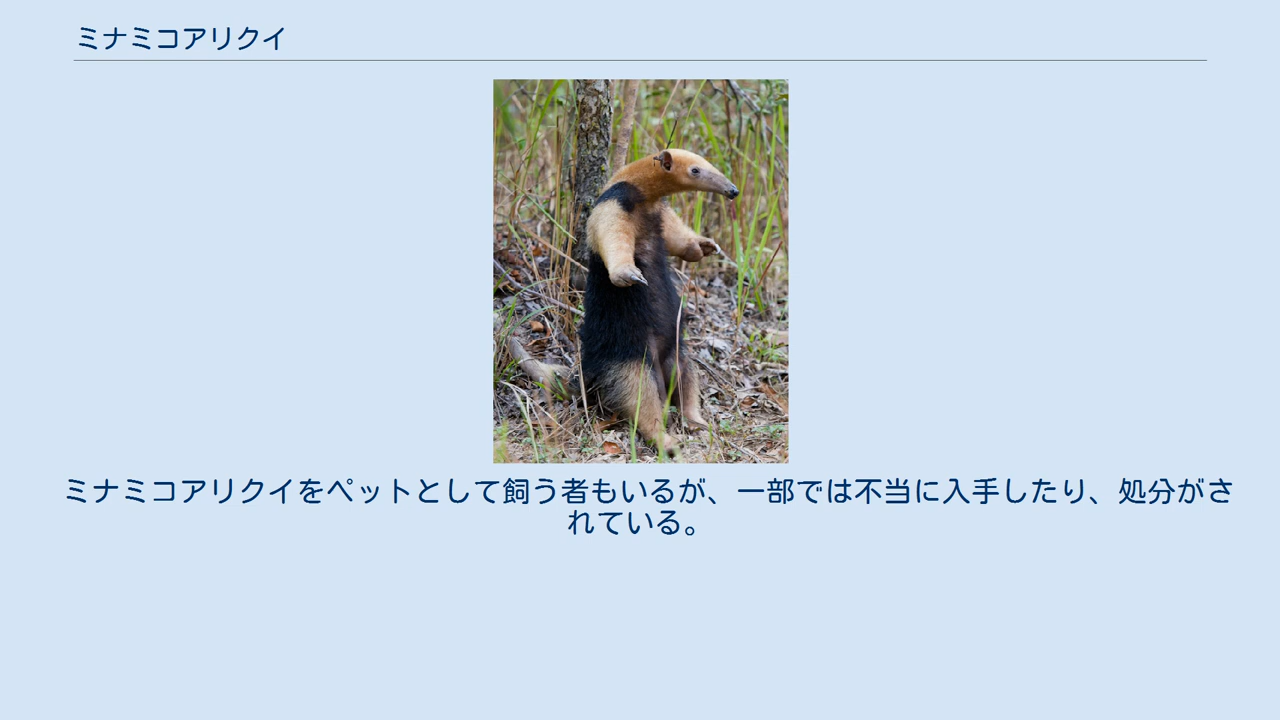 ミナミコアリクイ
ミナミコアリクイをペットとして飼う者もいるが、一部では不当に入手したり、処分がさ
れている。